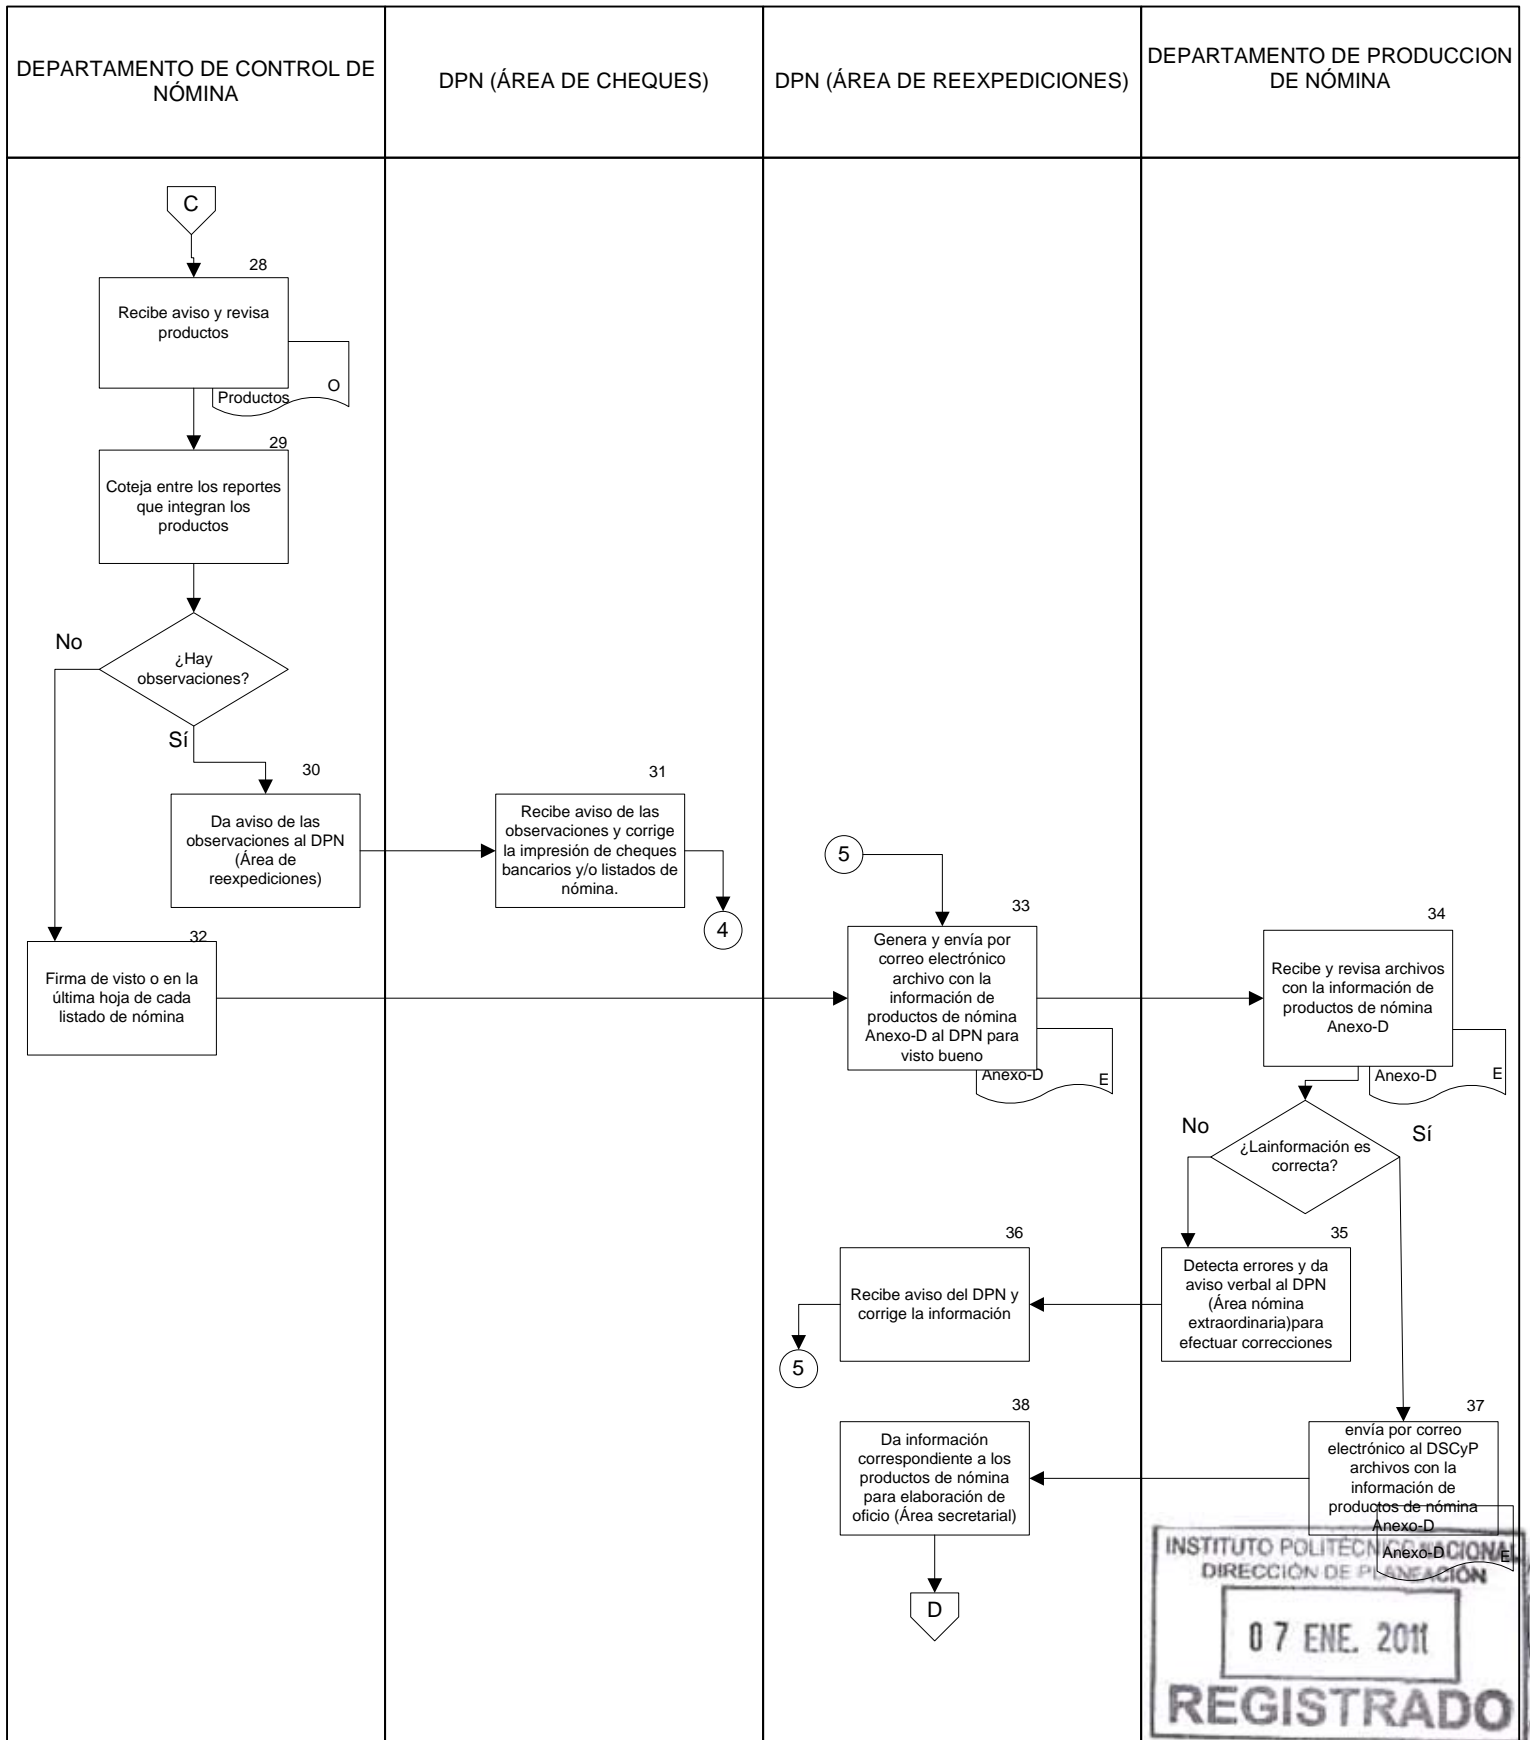 DEPARTAMENTO DE CONTROL DE
NÓMINA
DPN (ÁREA DE CHEQUES)
DPN (ÁREA DE REEXPEDICIONES)
DEPARTAMENTO DE PRODUCCION
DE NÓMINA
C
28
Recibe aviso y revisa
productos
Productos
O
29
Coteja entre los reportes
que integran los
productos
No
¿Hay
observaciones?
Sí
30
Da aviso de las
observaciones al DPN
(Área de
reexpediciones)
31
Recibe aviso de las
observaciones y corrige
la impresión de cheques
bancarios y/o listados de
nómina.
4
5
32
Firma de visto o en la
última hoja de cada
listado de nómina
33
Genera y envía por
correo electrónico
archivo con la
información de
productos de nómina
Anexo-D al DPN para
visto bueno
Anexo-D
E
34
Recibe y revisa archivos
con la información de
productos de nómina
Anexo-D
Anexo-D
E
No
¿Lainformación es
correcta?
Sí
35
Detecta errores y da
aviso verbal al DPN
(Área nómina
extraordinaria)para
efectuar correcciones
36
Recibe aviso del DPN y
corrige la información
5
37
envía por correo
electrónico al DSCyP
archivos con la
información de
productos de nómina
Anexo-D
Anexo-D
E
38
Da información
correspondiente a los
productos de nómina
para elaboración de
oficio (Área secretarial)
D
INSTITUTO POLITÉCNICO NACIONAL
DIRECCIÓN DE PLANEACIÓN
07 ENE. 2011
REGISTRADO